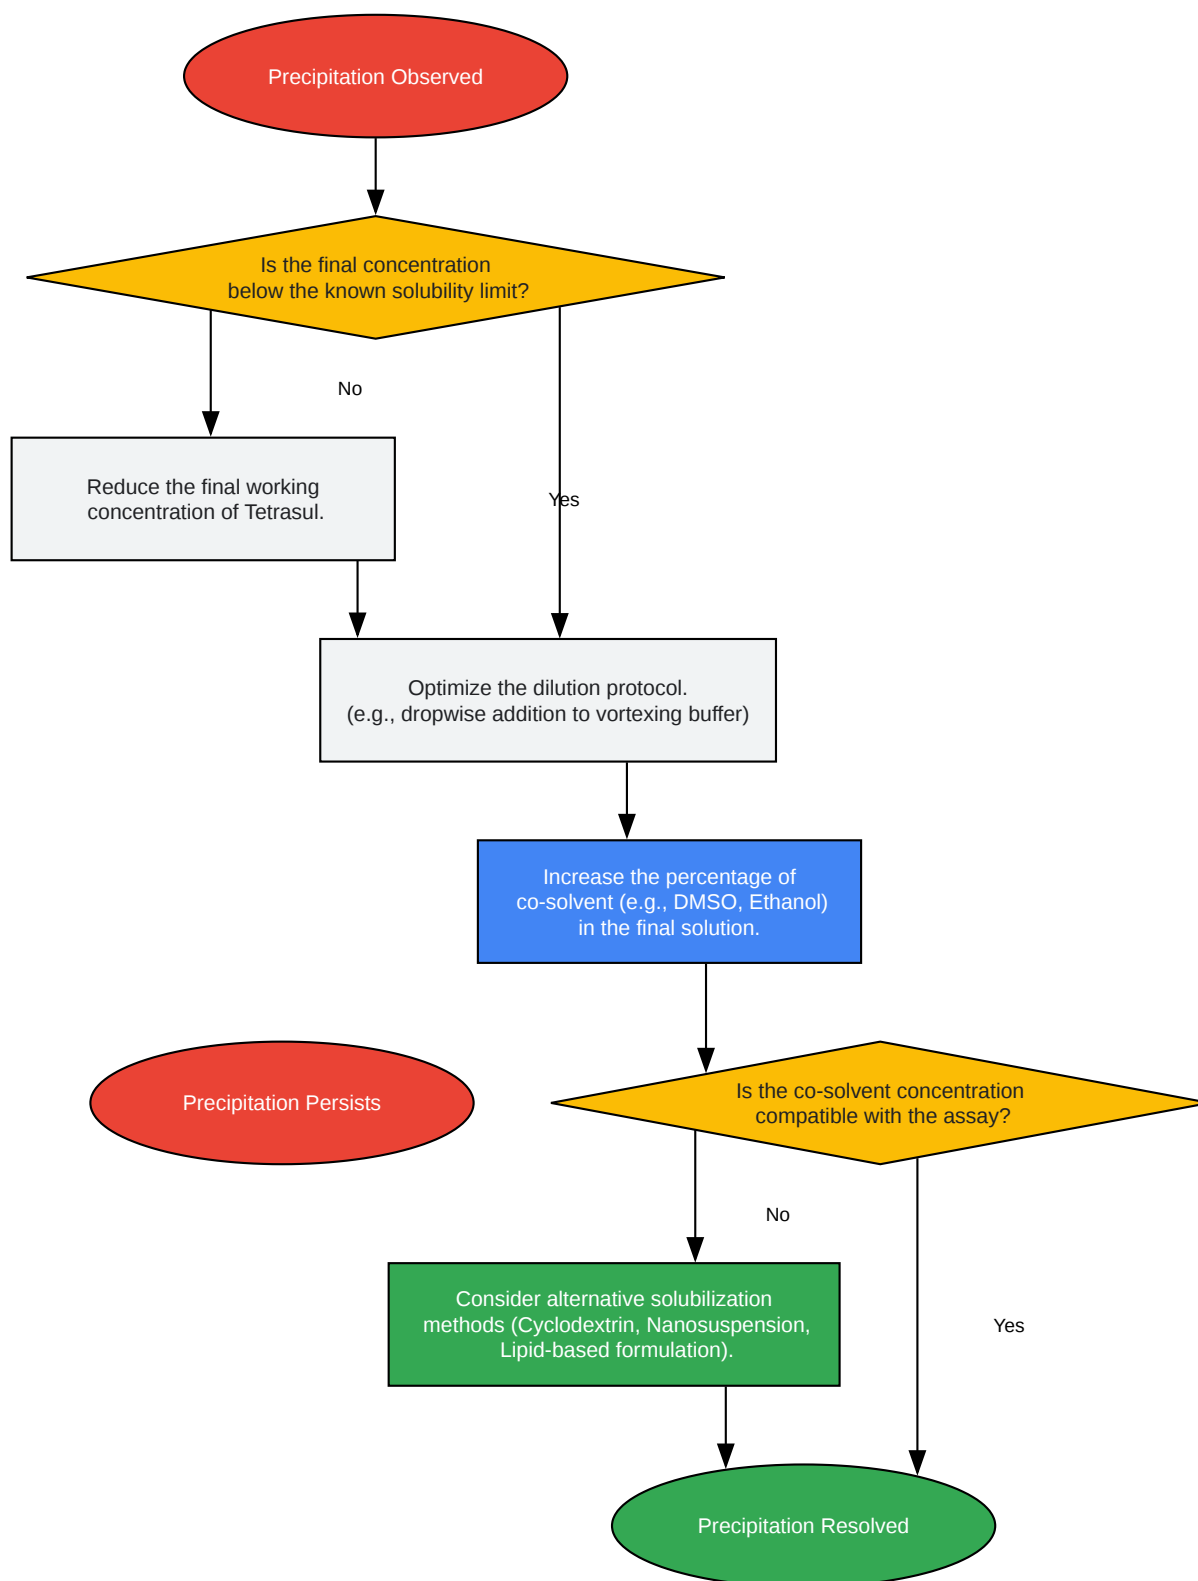 Precipitation Observed
Is the final concentration
below the known solubility limit?
No
Reduce the final working
concentration of Tetrasul.
Yes
Optimize the dilution protocol.
(e.g., dropwise addition to vortexing buffer)
Increase the percentage of
co-solvent (e.g., DMSO, Ethanol)
in the final solution.
Precipitation Persists
Is the co-solvent concentration
compatible with the assay?
No
Consider alternative solubilization
methods (Cyclodextrin, Nanosuspension,
Lipid-based formulation).
Yes
Precipitation Resolved